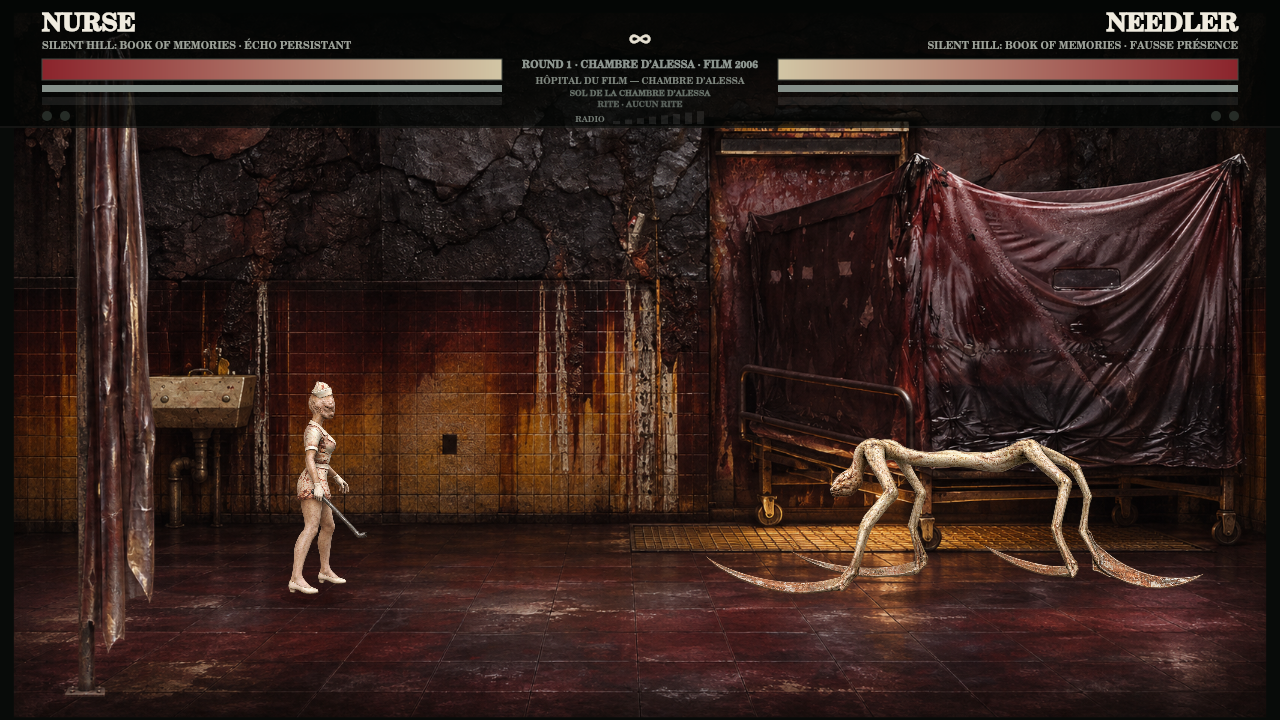 NURSE
SILENT HILL: BOOK OF MEMORIES · ÉCHO PERSISTANT
∞
ROUND 1 · CHAMBRE D'ALESSA · FILM 2006
HÔPITAL DU FILM — CHAMBRE D'ALESSA
SOL DE LA CHAMBRE D'ALESSA
RITE · AUCUN RITE
RADIO
NEEDLER
SILENT HILL: BOOK OF MEMORIES · FAUSSE PRÉSENCE